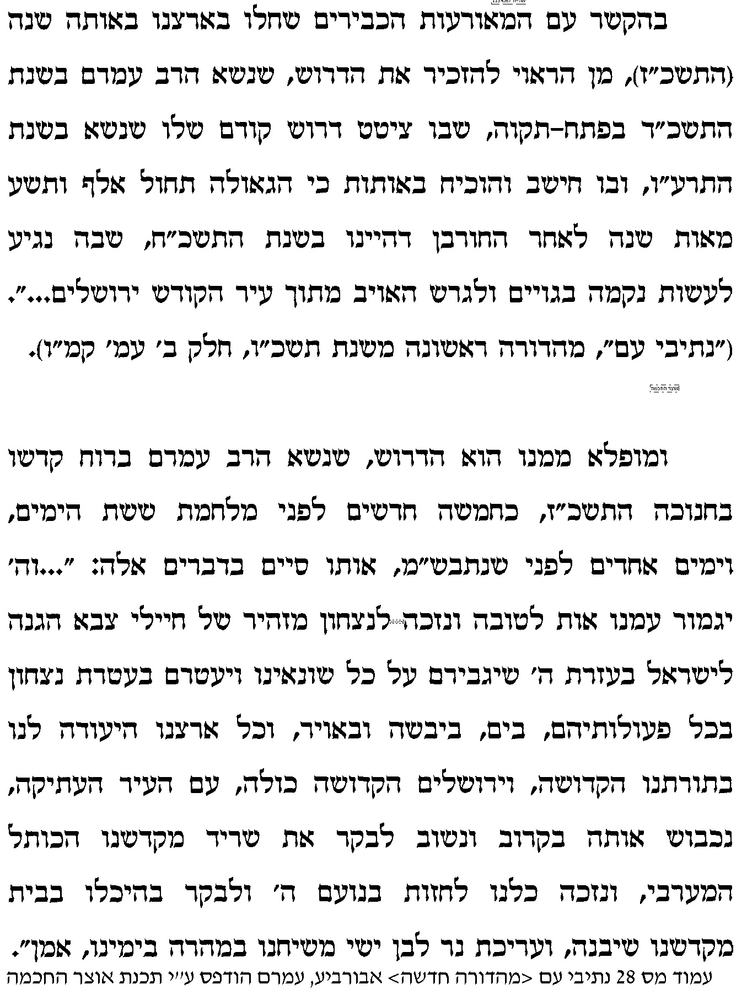 בהקשר עם המאורעות הכבירים שחלו בארצנו באותה שנה
(התשכ״ז), מן הראוי להזכיר את הדרוש, שנשא הרב עמרם בשנת
התשכ״ד בפתח-תקוה, שבו ציטט דרוש קודם שלו שנשא בשנת
התרע״ו, ובו חישב והוכיח באותות כי הגאולה תחול אלף ותשע
מאות שנה לאחר החורבן דהיינו בשנת התשכ״ח, שבה נגיע
לעשות נקמה בגויים ולגרש האויב מתוך עיר הקודש ירושלים...״.
(״נתיבי עם״, מהדורה ראשונה משנת תשכ״ו, חלק ב׳ עמ׳ קמ״ו).
אוצר החכמה
ומופלא ממנו הוא הדרוש, שנשא הרב עמרם ברוח קדשו
בחנוכה התשכ״ז, כחמשה חדשים לפני מלחמת ששת הימים,
וימים אחדים לפני שנתבש״מ, אותו סיים בדברים אלה: ״...וה׳
יגמור עמנו אות לטובה ונזכה לנצחון מזהיר של חיילי צבא הגנה
לישראל בעזרת ה׳ שיגבירם על כל שונאינו ויעטרם בעטרת נצחון
בכל פעולותיהם, בים, ביבשה ובאויר, וכל ארצנו היעודה לנו
בתורתנו הקדושה, וירושלים הקדושה כולה, עם העיר העתיקה,
נכבוש אותה בקרוב ונשוב לבקר את שריד מקדשנו הכותל
המערבי, ונזכה כלנו לחזות בנועם ה׳ ולבקר בהיכלו בבית
מקדשנו שיבנה, ועריכת נר לבן ישי משיחנו במהרה בימינו, אמן״.
עמוד מס 28 נתיבי עם <מהדורה חדשה> אבורביע, עמרם הודפס ע״י תכנת אוצר החכמה